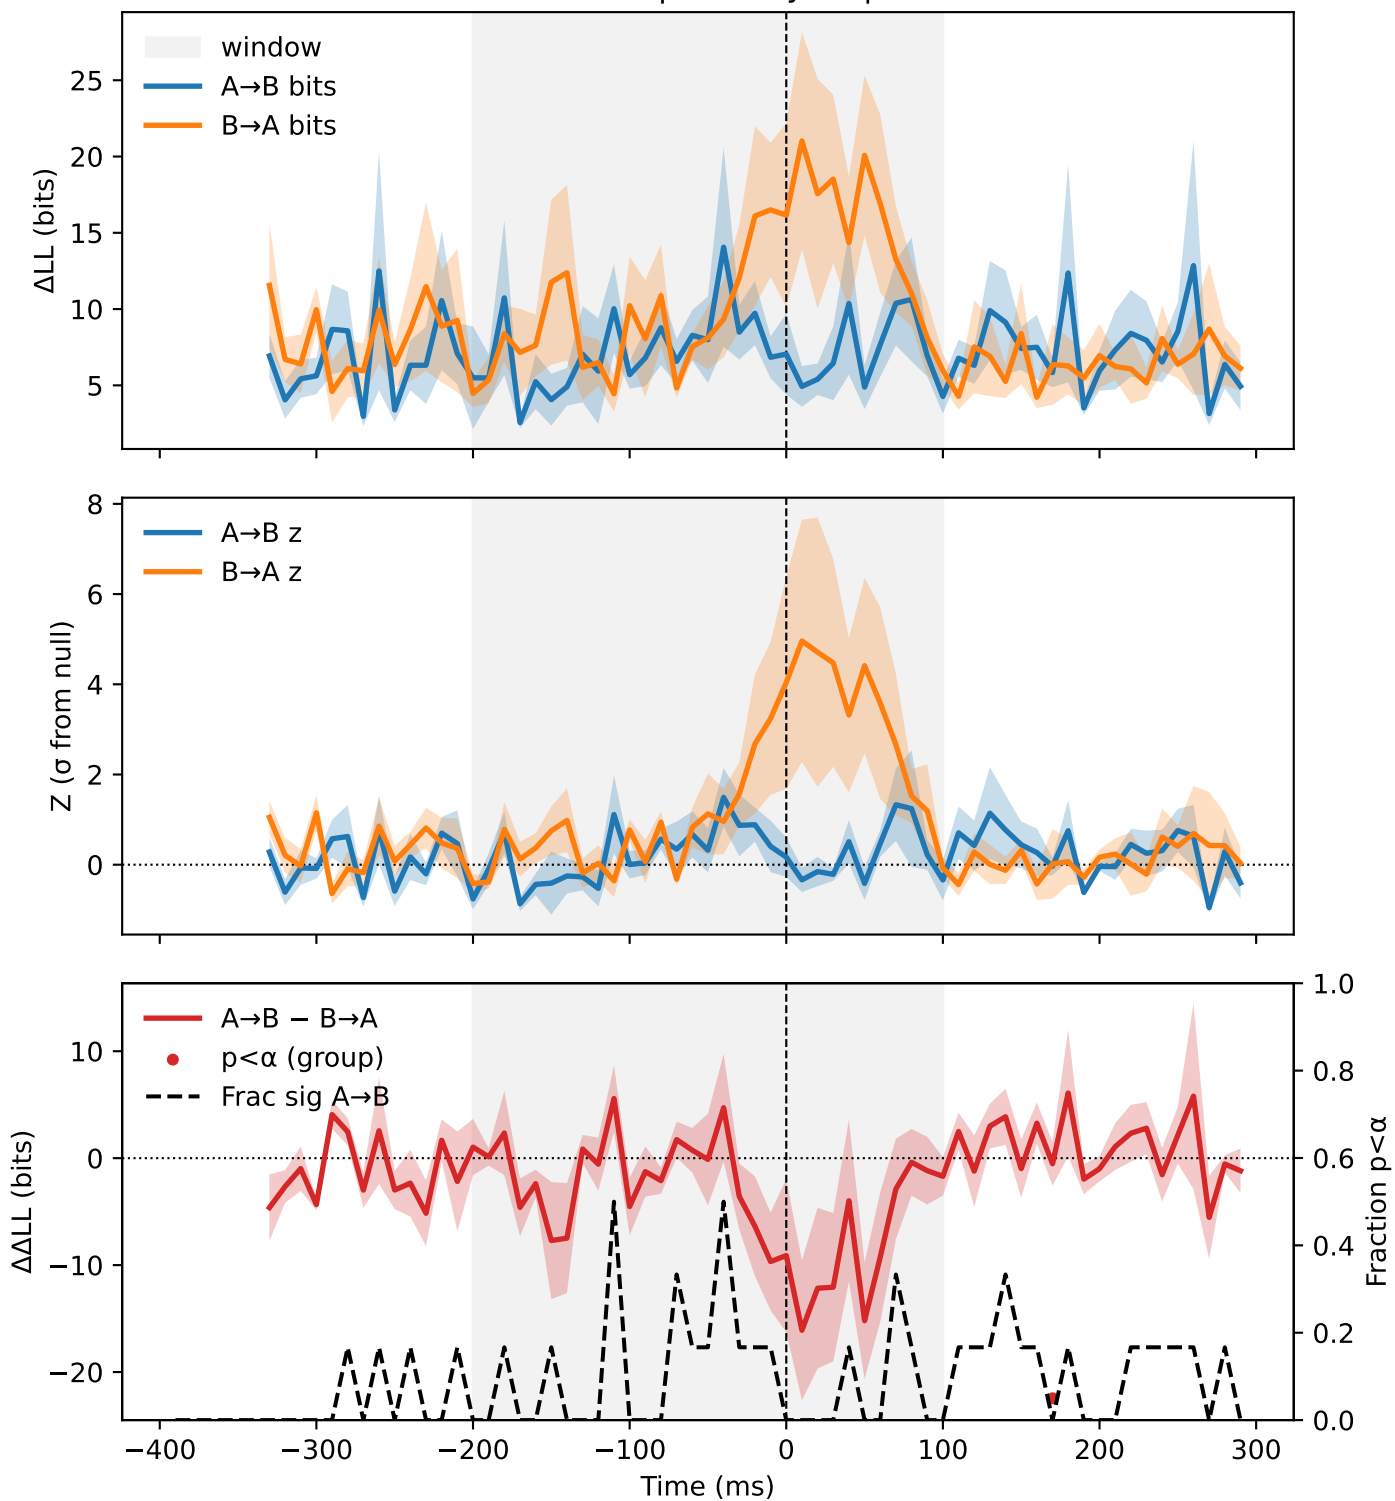 window
A→B bits
B→A bits
ΔLL (bits)
25
20
15
10
5
A→B z
B→A z
Z (σ from null)
8
6
4
2
0
A→B − B→A
p<α (group)
Frac sig A→B
ΔΔLL (bits)
10
0
−10
−20
1.0
0.8
0.6
0.4
0.2
0.0
Fraction p<α
−400 −300 −200 −100 0 100 200 300
Time (ms)